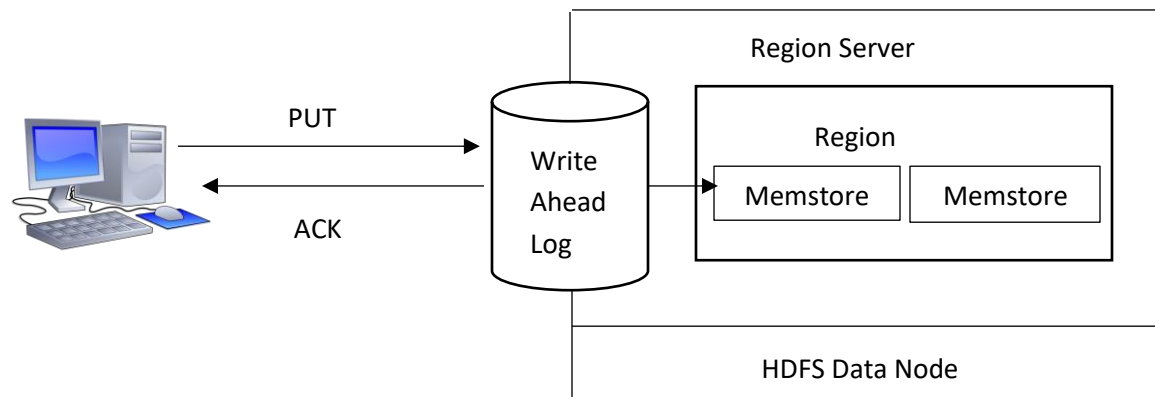 Region Server
PUT
Region
Write
Ahead
Log
Memstore
Memstore
ACK
HDFS Data Node